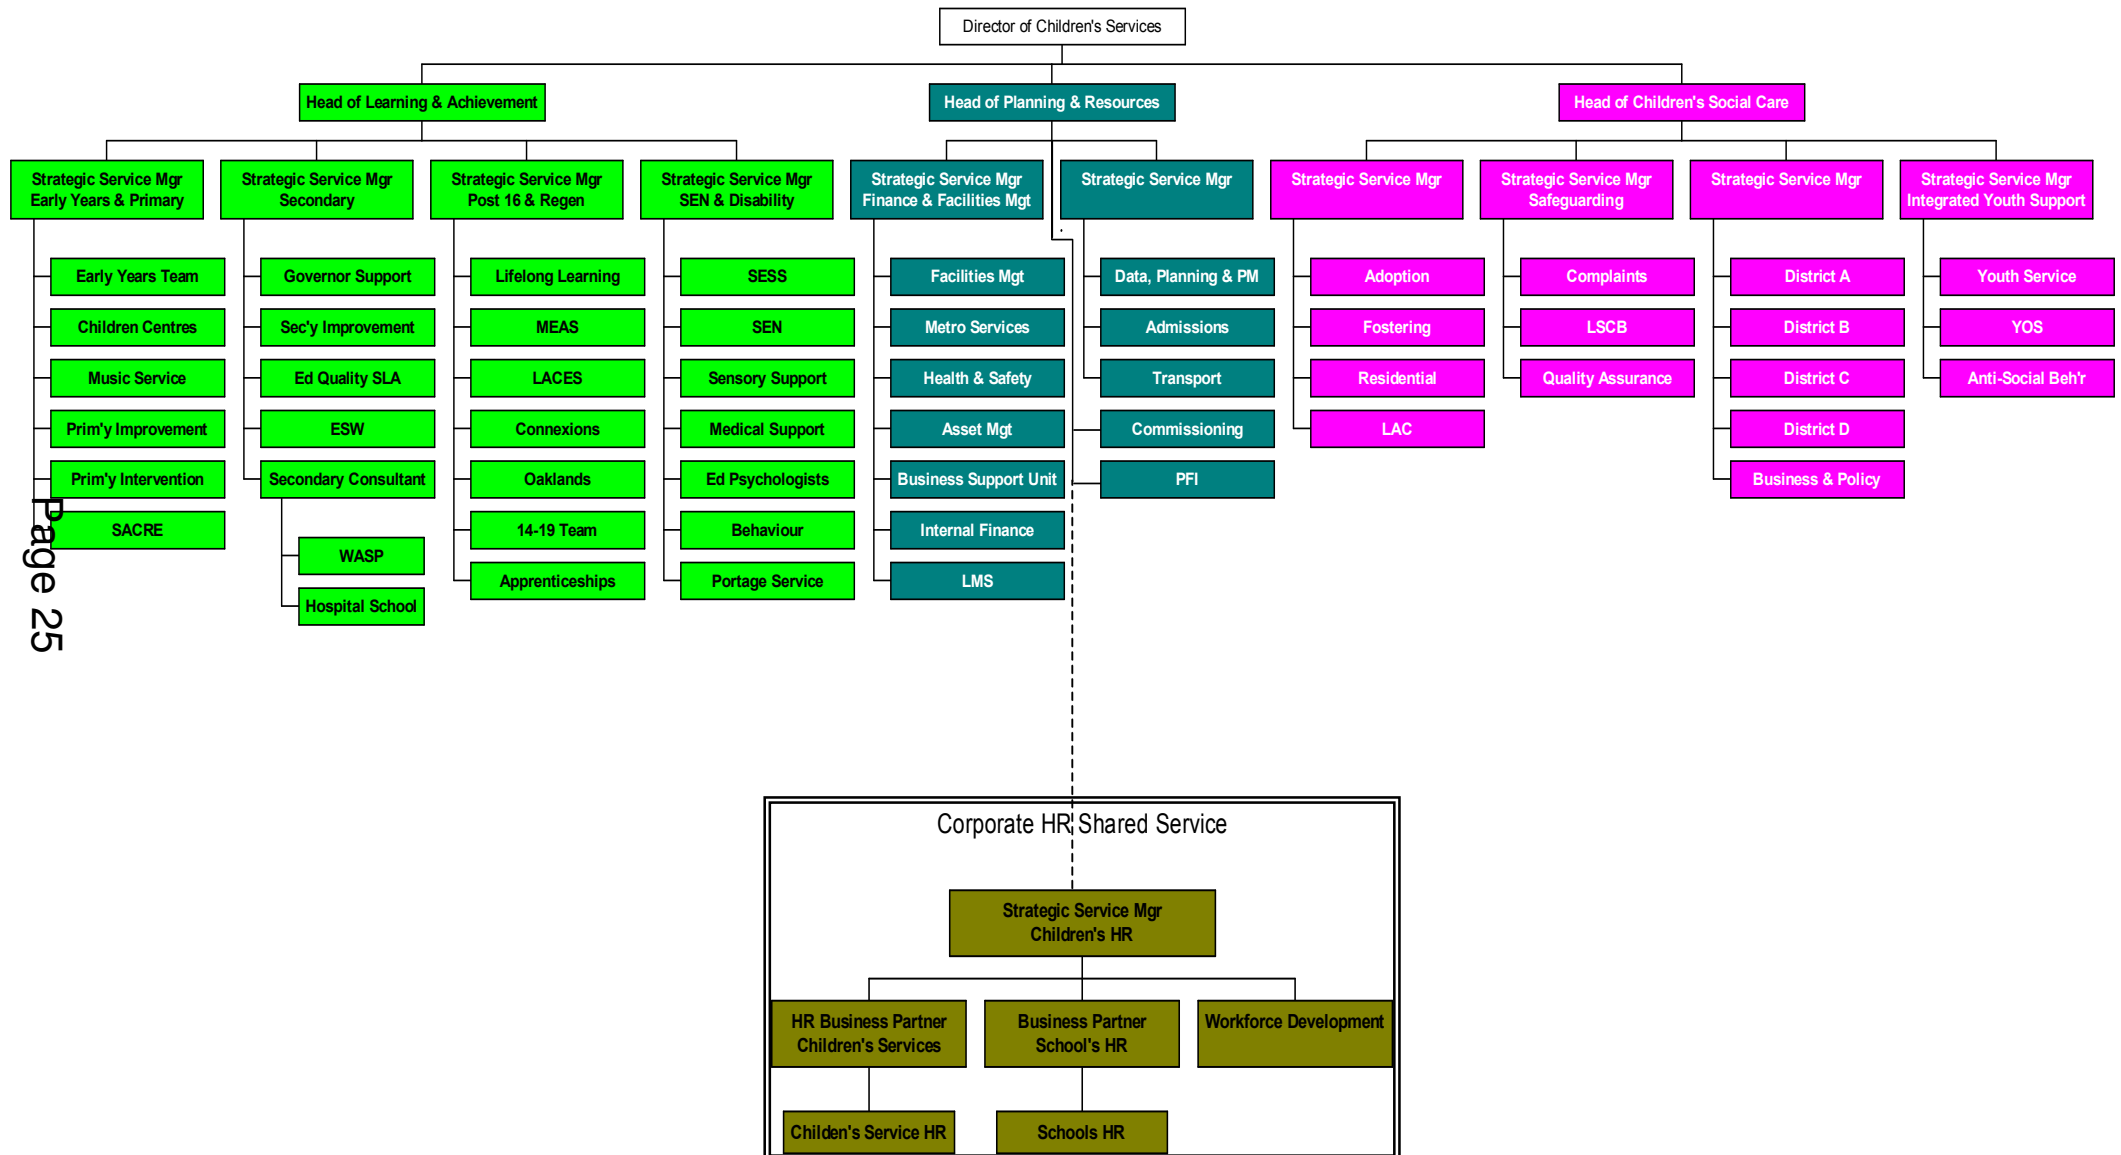 Director of Children's Services
Head of Learning & Achievement
Head of Planning & Resources
Head of Children's Social Care
Strategic Service Mgr
Early Years & Primary
Strategic Service Mgr
Secondary
Strategic Service Mgr
Post 16 & Regen
Strategic Service Mgr
SEN & Disability
Strategic Service Mgr
Finance & Facilities Mgt
Strategic Service Mgr
Strategic Service Mgr
Strategic Service Mgr
Safeguarding
Strategic Service Mgr
Strategic Service Mgr
Integrated Youth Support
Early Years Team
Children Centres
Music Service
Prim'y Improvement
Prim'y Intervention
SACRE
Governor Support
Sec'y Improvement
Ed Quality SLA
ESW
Secondary Consultant
WASP
Hospital School
Lifelong Learning
MEAS
LACES
Connexions
Oaklands
14-19 Team
Apprenticeships
SESS
SEN
Sensory Support
Medical Support
Ed Psychologists
Behaviour
Portage Service
Facilities Mgt
Metro Services
Health & Safety
Asset Mgt
Business Support Unit
Internal Finance
LMS
Data, Planning & PM
Admissions
Transport
Commissioning
PFI
Adoption
Fostering
Residential
LAC
Complaints
LSCB
Quality Assurance
District A
District B
District C
District D
Business & Policy
Youth Service
YOS
Anti-Social Beh'r
Page 25
Corporate HR Shared Service
Strategic Service Mgr
Children's HR
HR Business Partner
Children's Services
Business Partner
School's HR
Workforce Development
Childen's Service HR
Schools HR